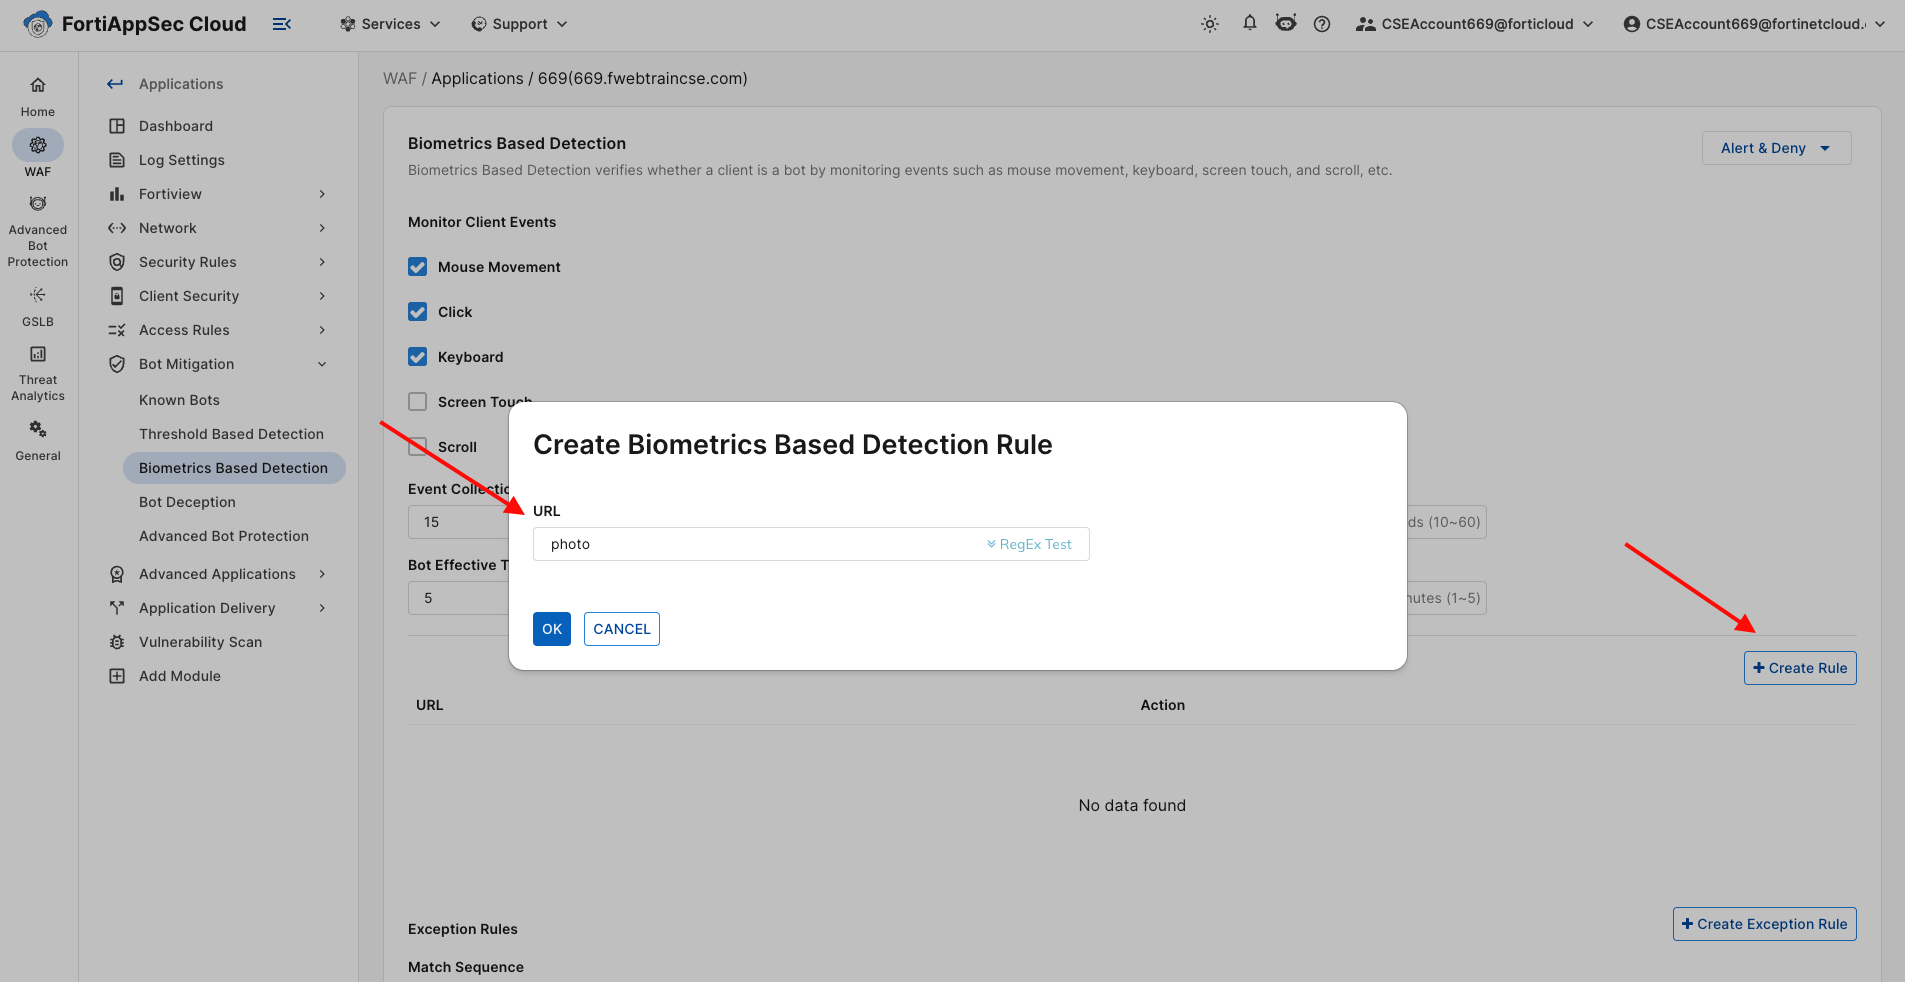 FortiAppSec Cloud
Services
Support
CSEAccount669@forticloud
CSEAccount669@fortinetcloud.
Home
WAF
Advanced
Bot
Protection
GSLB
Threat
Analytics
General
Applications
Dashboard
Log Settings
Fortiview
Network
Security Rules
Client Security
Access Rules
Bot Mitigation
Known Bots
Threshold Based Detection
Biometrics Based Detection
Bot Deception
Advanced Bot Protection
Advanced Applications
Application Delivery
Vulnerability Scan
Add Module
WAF / Applications / 669(669.fwebtraincse.com)
Biometrics Based Detection
Alert & Deny
Biometrics Based Detection verifies whether a client is a bot by monitoring events such as mouse movement, keyboard, screen touch, and scroll, etc.
Monitor Client Events
Mouse Movement
Click
Keyboard
Screen Touch
Scroll
Event Collectio
15
ds (10~60)
Bot Effective T
5
nutes (1~5)
Create Biometrics Based Detection Rule
URL
photo
RegEx Test
OK
CANCEL
Create Rule
URL
Action
No data found
Exception Rules
Create Exception Rule
Match Sequence